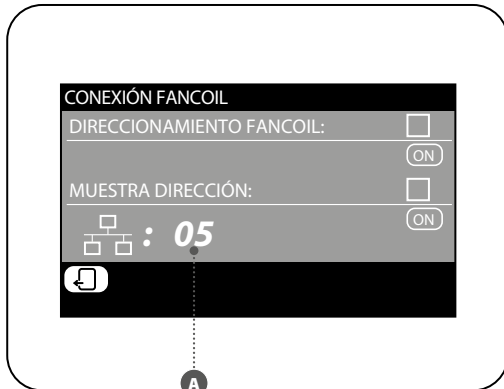 CONEXIÓN FANCOIL
DIRECCIONAMIENTO FANCOIL:
ON
MUESTRA DIRECCIÓN:
ON
: 05
A